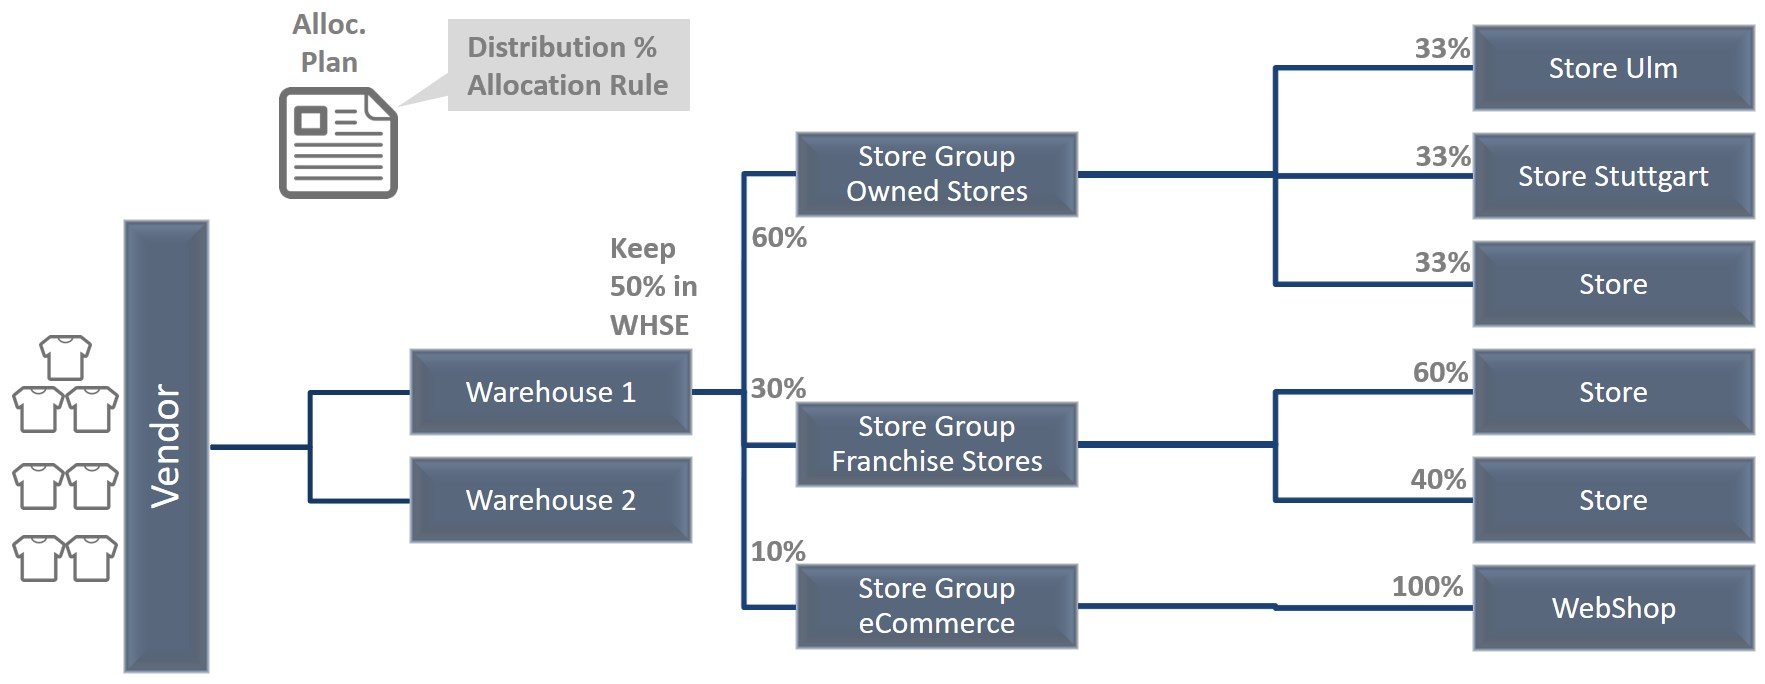 Alloc.
Plan
Distribution %
Allocation Rule
Vendor
Warehouse 1
Warehouse 2
Keep
50% in
WHSE
60%
30%
10%
Store Group
Owned Stores
Store Group
Franchise Stores
Store Group
eCommerce
33%
Store Ulm
33%
Store Stuttgart
33%
Store
60%
Store
40%
Store
100%
WebShop